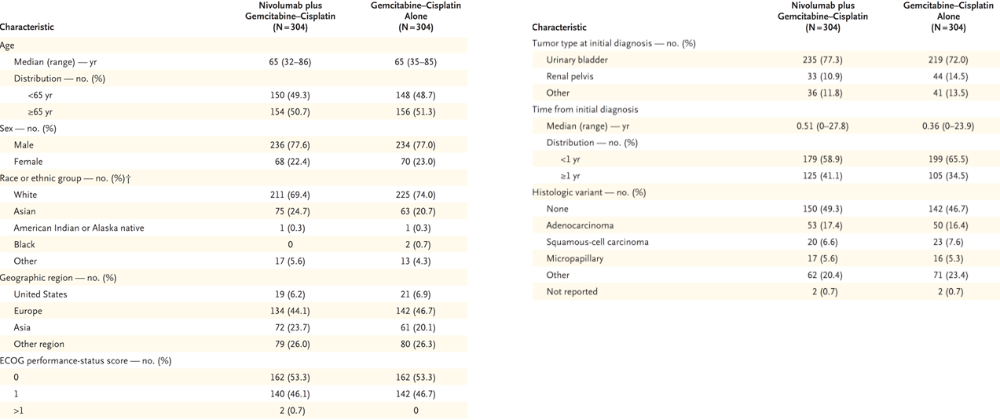 Characteristic Nivolumab plus Gemcitabine–Cisplatin (N=304) Gemcitabine–Cisplatin Alone (N=304)
Age
Median (range) — yr 65 (32–86) 65 (35–85)
Distribution — no. (%)
<65 yr 150 (49.3) 148 (48.7)
≥65 yr 154 (50.7) 156 (51.3)
Sex — no. (%)
Male 236 (77.6) 234 (77.0)
Female 68 (22.4) 70 (23.0)
Race or ethnic group — no. (%)†
White 211 (69.4) 225 (74.0)
Asian 75 (24.7) 63 (20.7)
American Indian or Alaska native 1 (0.3) 1 (0.3)
Black 0 2 (0.7)
Other 17 (5.6) 13 (4.3)
Geographic region — no. (%)
United States 19 (6.2) 21 (6.9)
Europe 134 (44.1) 142 (46.7)
Asia 72 (23.7) 61 (20.1)
Other region 79 (26.0) 80 (26.3)
ECOG performance-status score — no. (%)
0 162 (53.3) 162 (53.3)
1 140 (46.1) 142 (46.7)
>1 2 (0.7) 0
Characteristic Nivolumab plus Gemcitabine–Cisplatin (N=304) Gemcitabine–Cisplatin Alone (N=304)
Tumor type at initial diagnosis — no. (%)
Urinary bladder 235 (77.3) 219 (72.0)
Renal pelvis 33 (10.9) 44 (14.5)
Other 36 (11.8) 41 (13.5)
Time from initial diagnosis
Median (range) — yr 0.51 (0–27.8) 0.36 (0–23.9)
Distribution — no. (%)
<1 yr 179 (58.9) 199 (65.5)
≥1 yr 125 (41.1) 105 (34.5)
Histologic variant — no. (%)
None 150 (49.3) 142 (46.7)
Adenocarcinoma 53 (17.4) 50 (16.4)
Squamous-cell carcinoma 20 (6.6) 23 (7.6)
Micropapillary 17 (5.6) 16 (5.3)
Other 62 (20.4) 71 (23.4)
Not reported 2 (0.7) 2 (0.7)